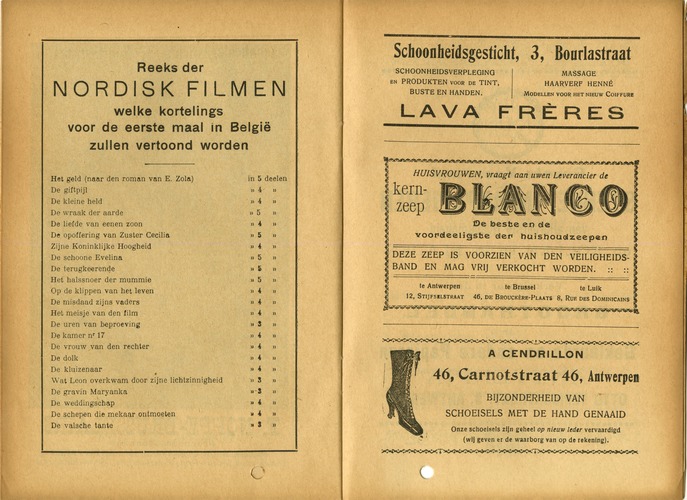 Reeks der
NORDISK FILMEN
welke kortelings
voor de eerste maal in België
zullen vertoond worden
Het geld (naar den roman van E. Zola) in 5 deelen
De giftpijl » 4 »
De kleine held » 4 »
De wraak der aarde » 5 »
De liefde van eenen zoon » 4 »
De opoffering van Zuster Cecilia » 5 »
Zijne Koninklijke Hoogheid » 4 »
De schoone Evelina » 5 »
De terugkeerende » 5 »
Het halssnoer der mummie » 5 »
Op de klippen van het leven » 4 »
De misdaad zijns vaders » 4 »
Het meisje van den film » 4 »
De uren van beproeving » 3 »
De kamer nr 17 » 4 »
De vrouw van den rechter » 4 »
De dolk » 4 »
De kluizenaar » 4 »
Wat Leon overkwam door zijne lichtzinnigheid » 3 »
De gravin Maryanka » 2 »
De weddingschap » 4 »
De schepen die mekaar ontmoeten » 4 »
De valsche tante » 2 »
Schoonheidsgesticht, 3, Bourlastraat
SCHOONHEIDSVERPLEGING
EN PRODUKTEN VOOR DE TINT,
BUSTE EN HANDEN.
MASSAGE
HAARVERF HENNÉ
MODELLEN VOOR HET NIEUW COIFFURE
LAVA FRÈRES
HUISVROUWEN, vraagt aan uwen Leverancier de
kern-
zeep
BLANCO
De beste en de
voordeeligste der huishoudzeepen
DEZE ZEEP IS VOORZIEN VAN DEN VEILIGHEIDS-
BAND EN MAG VRIJ VERKOCHT WORDEN. :: ::
te Antwerpen te Brussel te Luik
12, STIJFSELSTRAAT 46, DE BROUCKÈRE-PLAATS 8, RUE DES DOMINICAINS
A CENDRILLON
46, Carnotstraat 46, Antwerpen
BIJZONDERHEID VAN
SCHOEISELS MET DE HAND GENAAID
Onze schoeisels zijn geheel op nieuw leder vervaardigd
(wij geven er de waarborg van op de rekening).